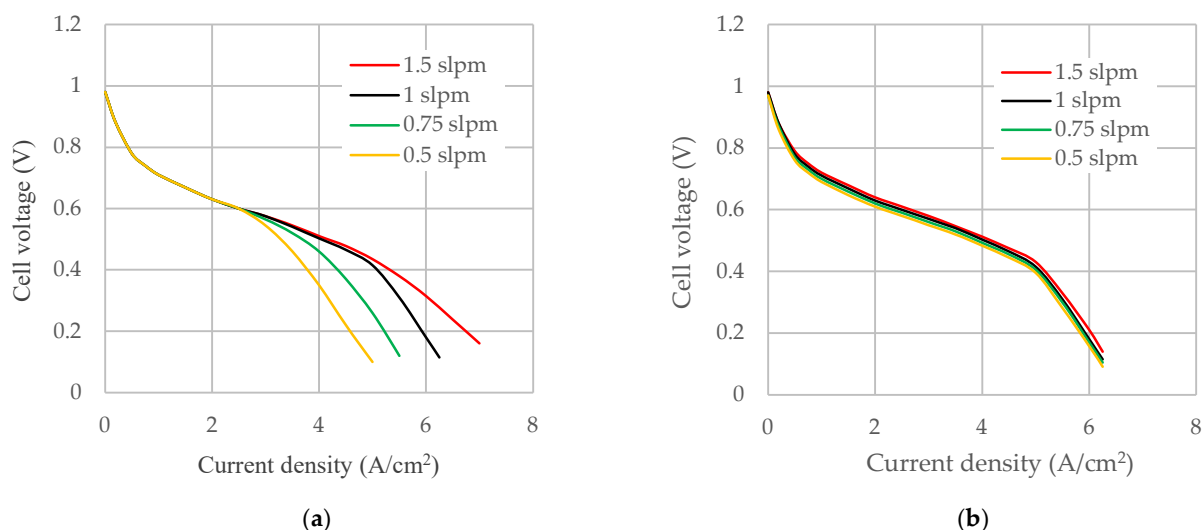 1.2
1
0.8
0.6
0.4
0.2
0
0 2 4 6 8
Cell voltage (V)
Current density (A/cm²)
1.5 slpm
1 slpm
0.75 slpm
0.5 slpm
(a)
1.2
1
0.8
0.6
0.4
0.2
0
0 2 4 6 8
Cell voltage (V)
Current density (A/cm²)
1.5 slpm
1 slpm
0.75 slpm
0.5 slpm
(b)